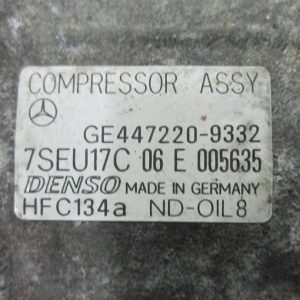 COMPRESSOR ASSY
GE447220-9332
7SEU17C 06 E 005635
DENSO MADE IN GERMANY
HFC134a ND-OIL8